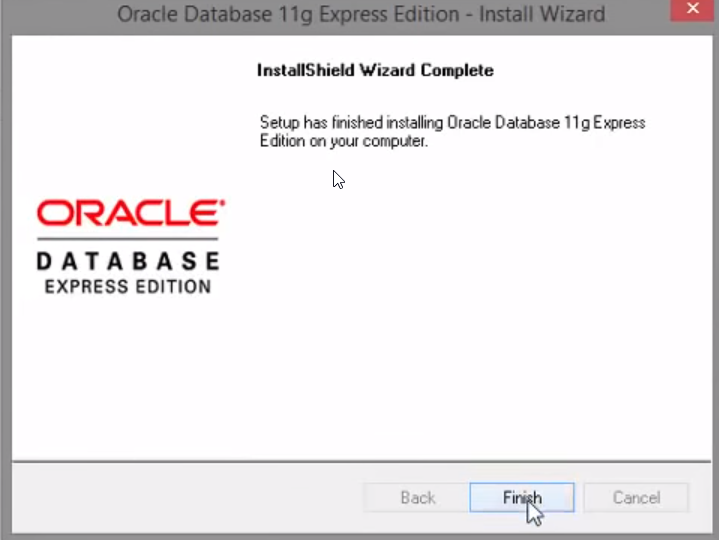 Oracle Database 11g Express Edition - Install Wizard
InstallShield Wizard Complete
Setup has finished installing Oracle Database 11g Express
Edition on your computer.
ORACLE
DATABASE
EXPRESS EDITION
Back
Finish
Cancel